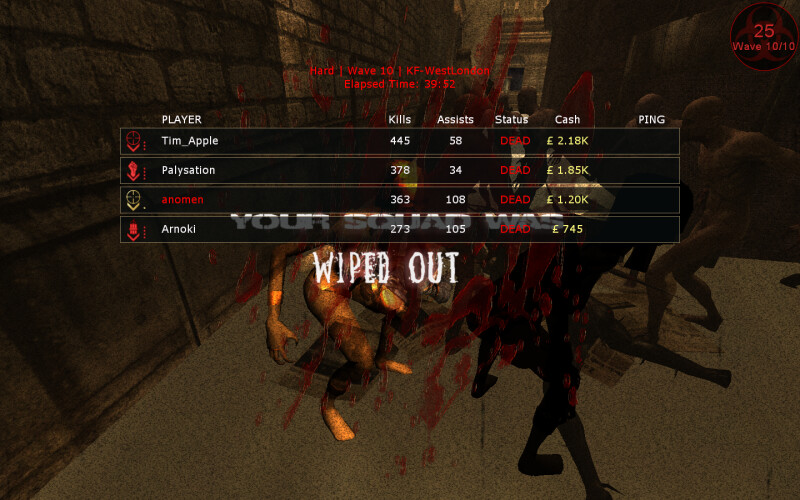 25
Wave 10/10
Hard | Wave 10 | KF-WestLondon
Elapsed Time: 39:52
PLAYER Kills Assists Status Cash PING
Tim_Apple 445 58 DEAD £ 2.18K
Palysation 378 34 DEAD £ 1.85K
anomen 363 108 DEAD £ 1.20K
Arnoki 273 105 DEAD £ 745
YOUR SQUAD WAS
WIPED OUT